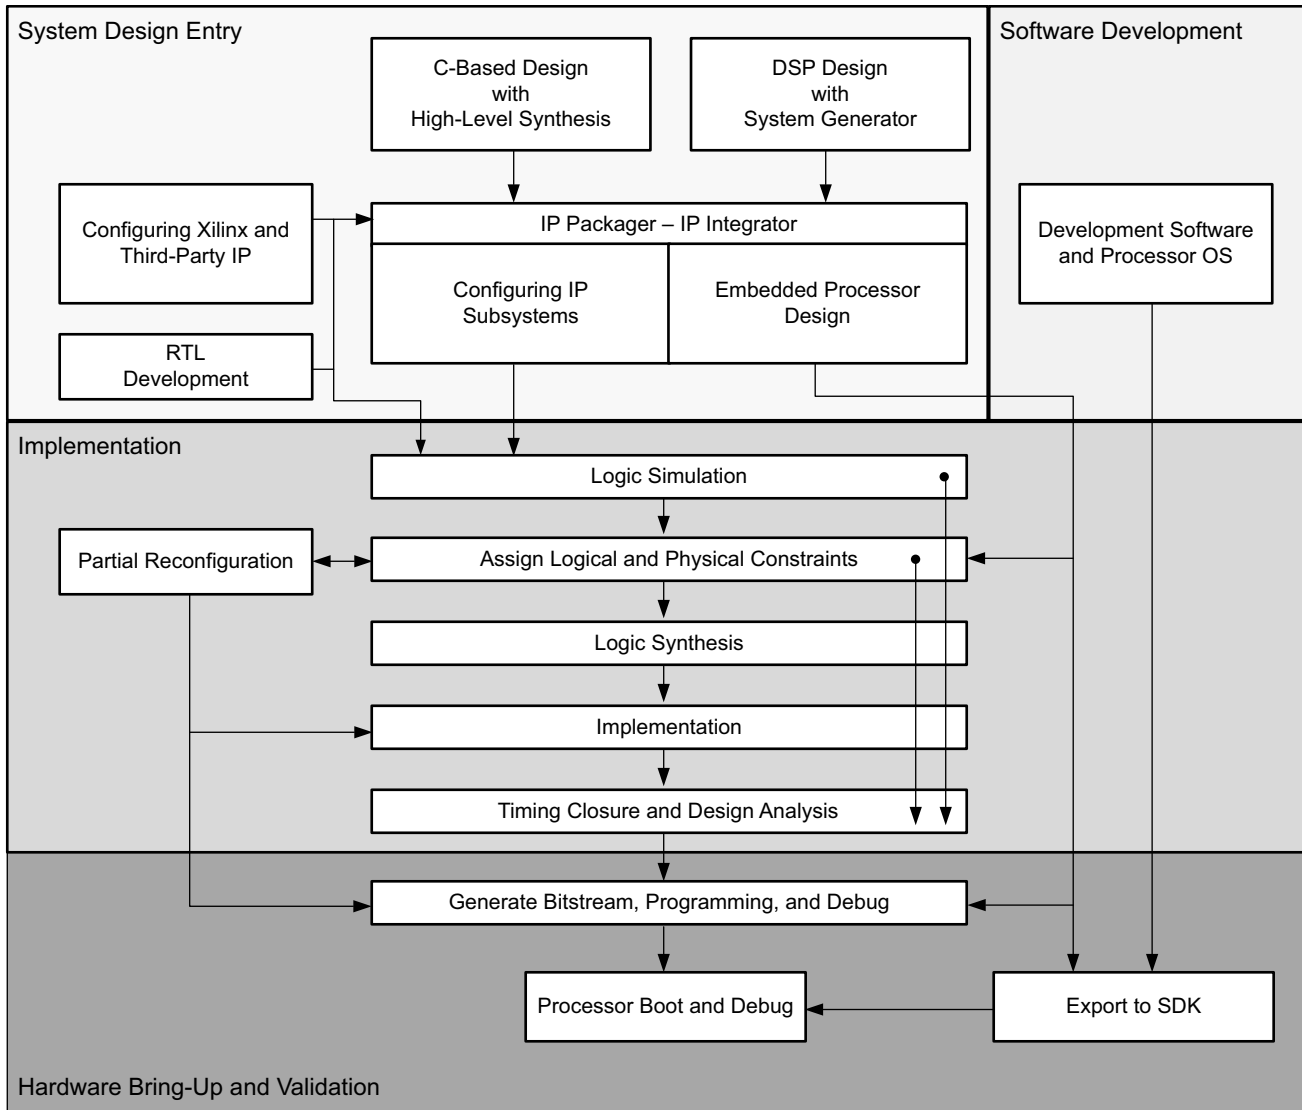 System Design Entry
Software Development
C-Based Design
with
High-Level Synthesis
DSP Design
with
System Generator
Configuring Xilinx and
Third-Party IP
IP Packager – IP Integrator
Development Software
and Processor OS
Configuring IP
Subsystems
Embedded Processor
Design
RTL
Development
Implementation
Logic Simulation
Partial Reconfiguration
Assign Logical and Physical Constraints
Logic Synthesis
Implementation
Timing Closure and Design Analysis
Generate Bitstream, Programming, and Debug
Processor Boot and Debug
Export to SDK
Hardware Bring-Up and Validation